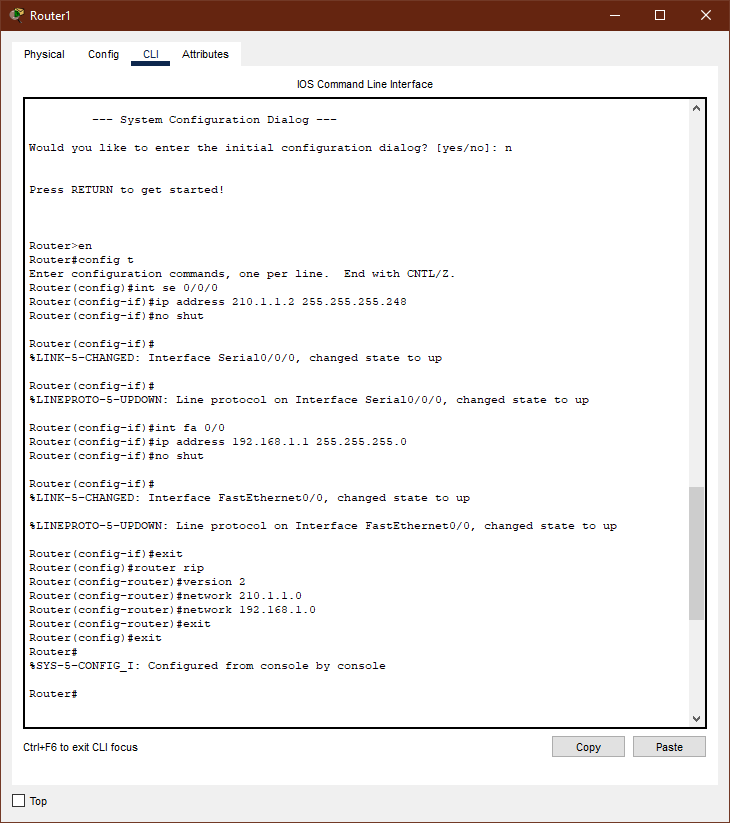 Router1
Physical Config CLI Attributes
IOS Command Line Interface
--- System Configuration Dialog ---
Would you like to enter the initial configuration dialog? [yes/no]: n
Press RETURN to get started!
Router>en
Router#config t
Enter configuration commands, one per line.  End with CNTL/Z.
Router(config)#int se 0/0/0
Router(config-if)#ip address 210.1.1.2 255.255.255.248
Router(config-if)#no shut
Router(config-if)#
%LINK-5-CHANGED: Interface Serial0/0/0, changed state to up
Router(config-if)#
%LINEPROTO-5-UPDOWN: Line protocol on Interface Serial0/0/0, changed state to up
Router(config-if)#int fa 0/0
Router(config-if)#ip address 192.168.1.1 255.255.255.0
Router(config-if)#no shut
Router(config-if)#
%LINK-5-CHANGED: Interface FastEthernet0/0, changed state to up
%LINEPROTO-5-UPDOWN: Line protocol on Interface FastEthernet0/0, changed state to up
Router(config-if)#exit
Router(config)#router rip
Router(config-router)#version 2
Router(config-router)#network 210.1.1.0
Router(config-router)#network 192.168.1.0
Router(config-router)#exit
Router(config)#exit
Router#
%SYS-5-CONFIG_I: Configured from console by console
Router#
Ctrl+F6 to exit CLI focus
Copy Paste
Top